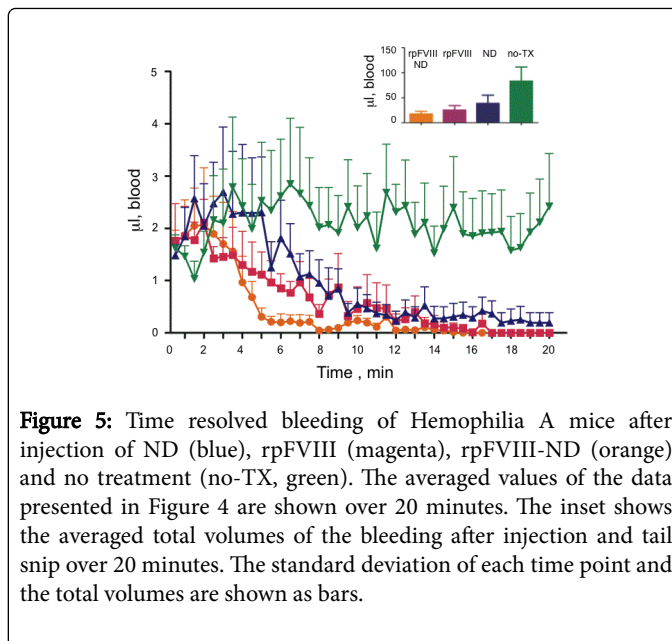 150
100
50
0
µl, blood
rpFVIII rpFVIII ND no-TX
ND
5
4
3
2
1
0
µl, blood
0 2 4 6 8 10 12 14 16 18 20
Time , min
Figure 5: Time resolved bleeding of Hemophilia A mice after
injection of ND (blue), rpFVIII (magenta), rpFVIII-ND (orange)
and no treatment (no-TX, green). The averaged values of the data
presented in Figure 4 are shown over 20 minutes. The inset shows
the averaged total volumes of the bleeding after injection and tail
snip over 20 minutes. The standard deviation of each time point and
the total volumes are shown as bars.